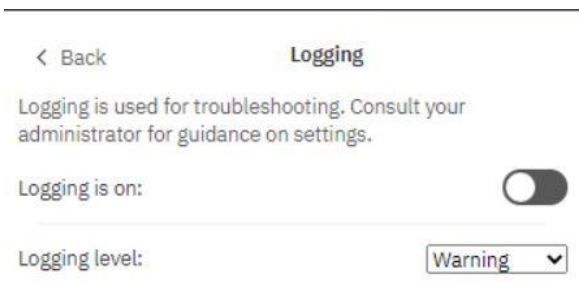 Back Logging
Logging is used for troubleshooting. Consult your
administrator for guidance on settings.
Logging is on:
Logging level: Warning